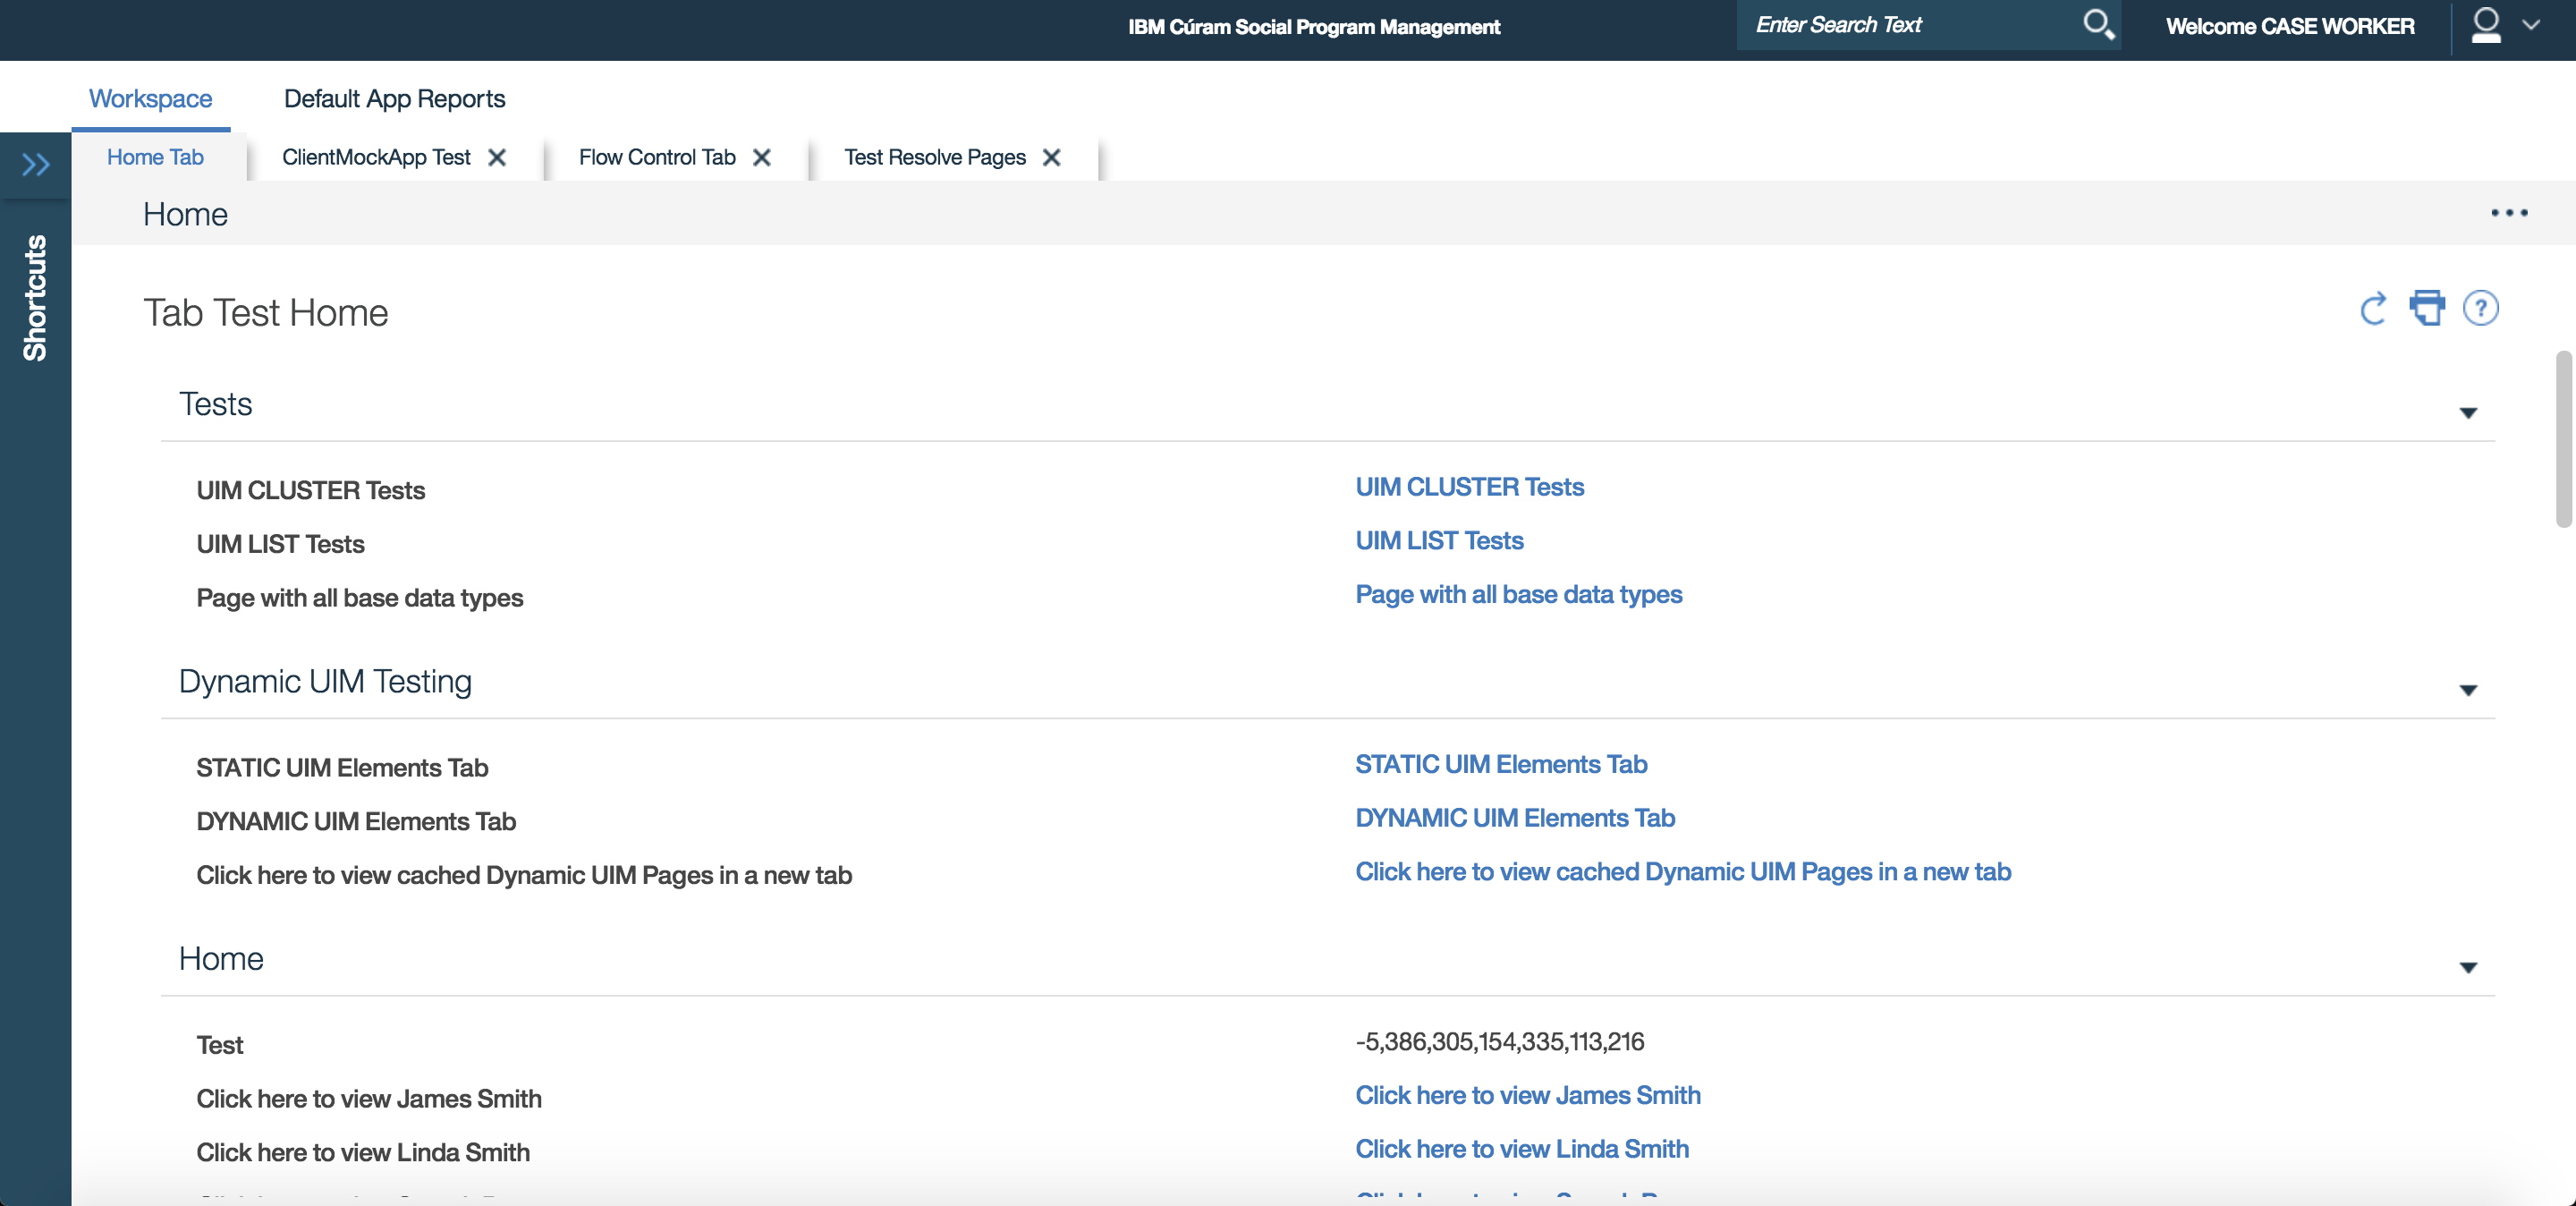 IBM Cúram Social Program Management
Enter Search Text
Welcome CASE WORKER
Workspace
Default App Reports
Home Tab
ClientMockApp Test
Flow Control Tab
Test Resolve Pages
Shortcuts
Home
Tab Test Home
?
Tests
UIM CLUSTER Tests
UIM CLUSTER Tests
UIM LIST Tests
UIM LIST Tests
Page with all base data types
Page with all base data types
Dynamic UIM Testing
STATIC UIM Elements Tab
STATIC UIM Elements Tab
DYNAMIC UIM Elements Tab
DYNAMIC UIM Elements Tab
Click here to view cached Dynamic UIM Pages in a new tab
Click here to view cached Dynamic UIM Pages in a new tab
Home
Test
-5,386,305,154,335,113,216
Click here to view James Smith
Click here to view James Smith
Click here to view Linda Smith
Click here to view Linda Smith